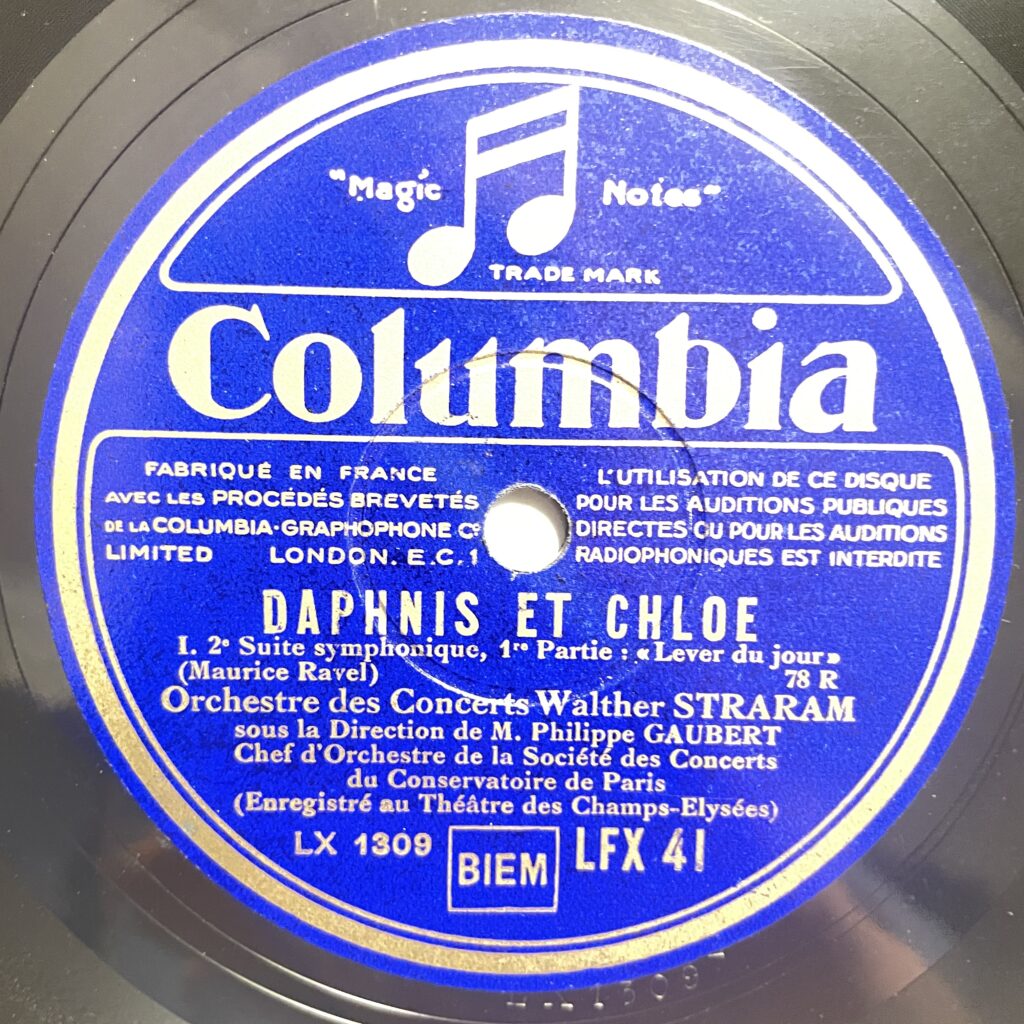 "Magic Notes"
TRADE MARK
Columbia
FABRIQUÉ EN FRANCE
AVEC LES PROCÉDÉS BREVETÉS
DE LA COLUMBIA-GRAPHOPHONE Cº
LIMITED LONDON. E.C.1
L'UTILISATION DE CE DISQUE
POUR LES AUDITIONS PUBLIQUES
DIRECTES OU POUR LES AUDITIONS
RADIOPHONIQUES EST INTERDITE
DAPHNIS ET CHLOE
I. 2e Suite symphonique, 1re Partie : «Lever du jour»
(Maurice Ravel) 78 R
Orchestre des Concerts Walther STRARAM
sous la Direction de M. Philippe GAUBERT
Chef d'Orchestre de la Société des Concerts
du Conservatoire de Paris
(Enregistré au Théâtre des Champs-Elysées)
LX 1309 BIEM LFX 41